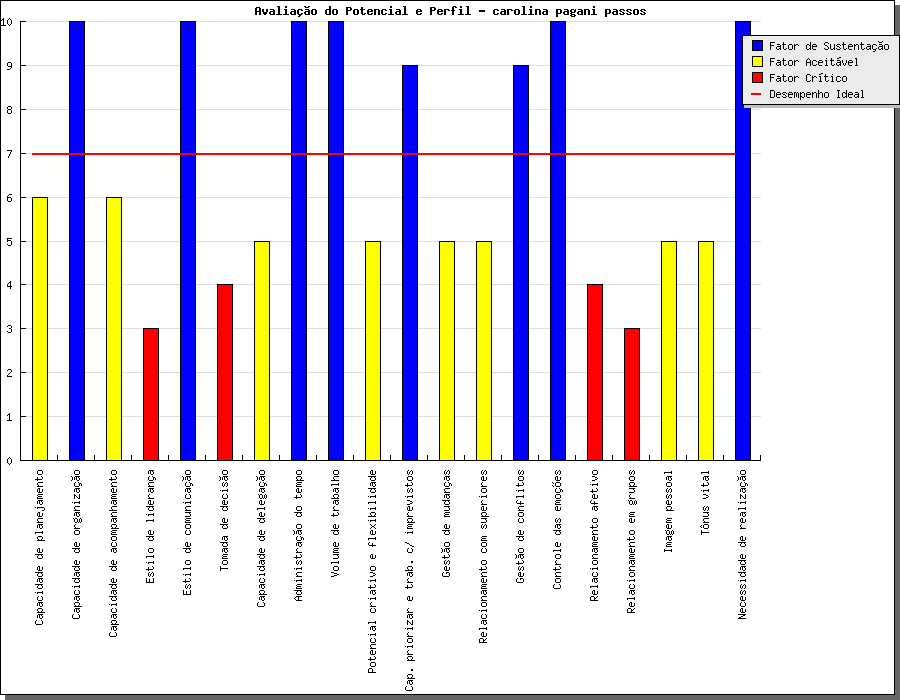 Avaliação do Potencial e Perfil - carolina pagani passos
Fator de Sustentação
Fator Aceitável
Fator Crítico
Desempenho Ideal
10
9
8
7
6
5
4
3
2
1
0
Capacidade de planejamento
Capacidade de organização
Capacidade de acompanhamento
Estilo de liderança
Estilo de comunicação
Tomada de decisão
Capacidade de delegação
Administração do tempo
Volume de trabalho
Potencial criativo e flexibilidade
Cap. priorizar e trab. c/ imprevistos
Gestão de mudanças
Relacionamento com superiores
Gestão de conflitos
Controle das emoções
Relacionamento afetivo
Relacionamento em grupos
Imagem pessoal
Tônus vital
Necessidade de realização